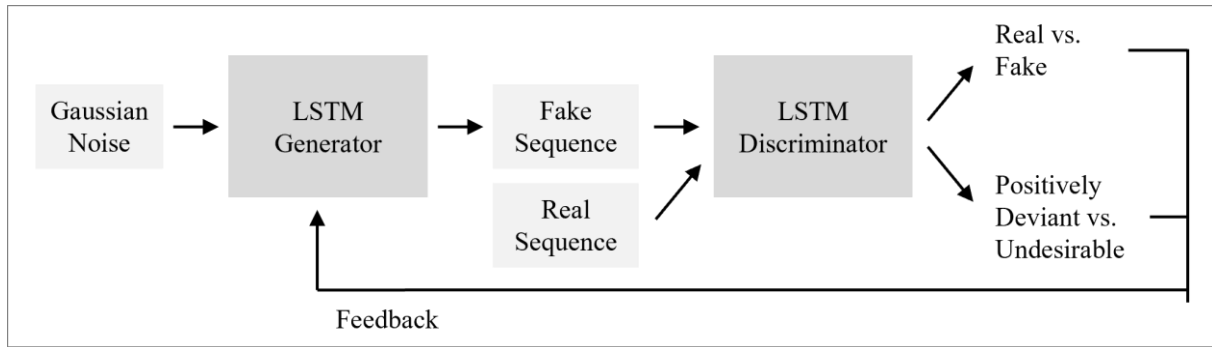 Gaussian
Noise
LSTM
Generator
Fake
Sequence
Real
Sequence
LSTM
Discriminator
Real vs.
Fake
Positively
Deviant vs.
Undesirable
Feedback